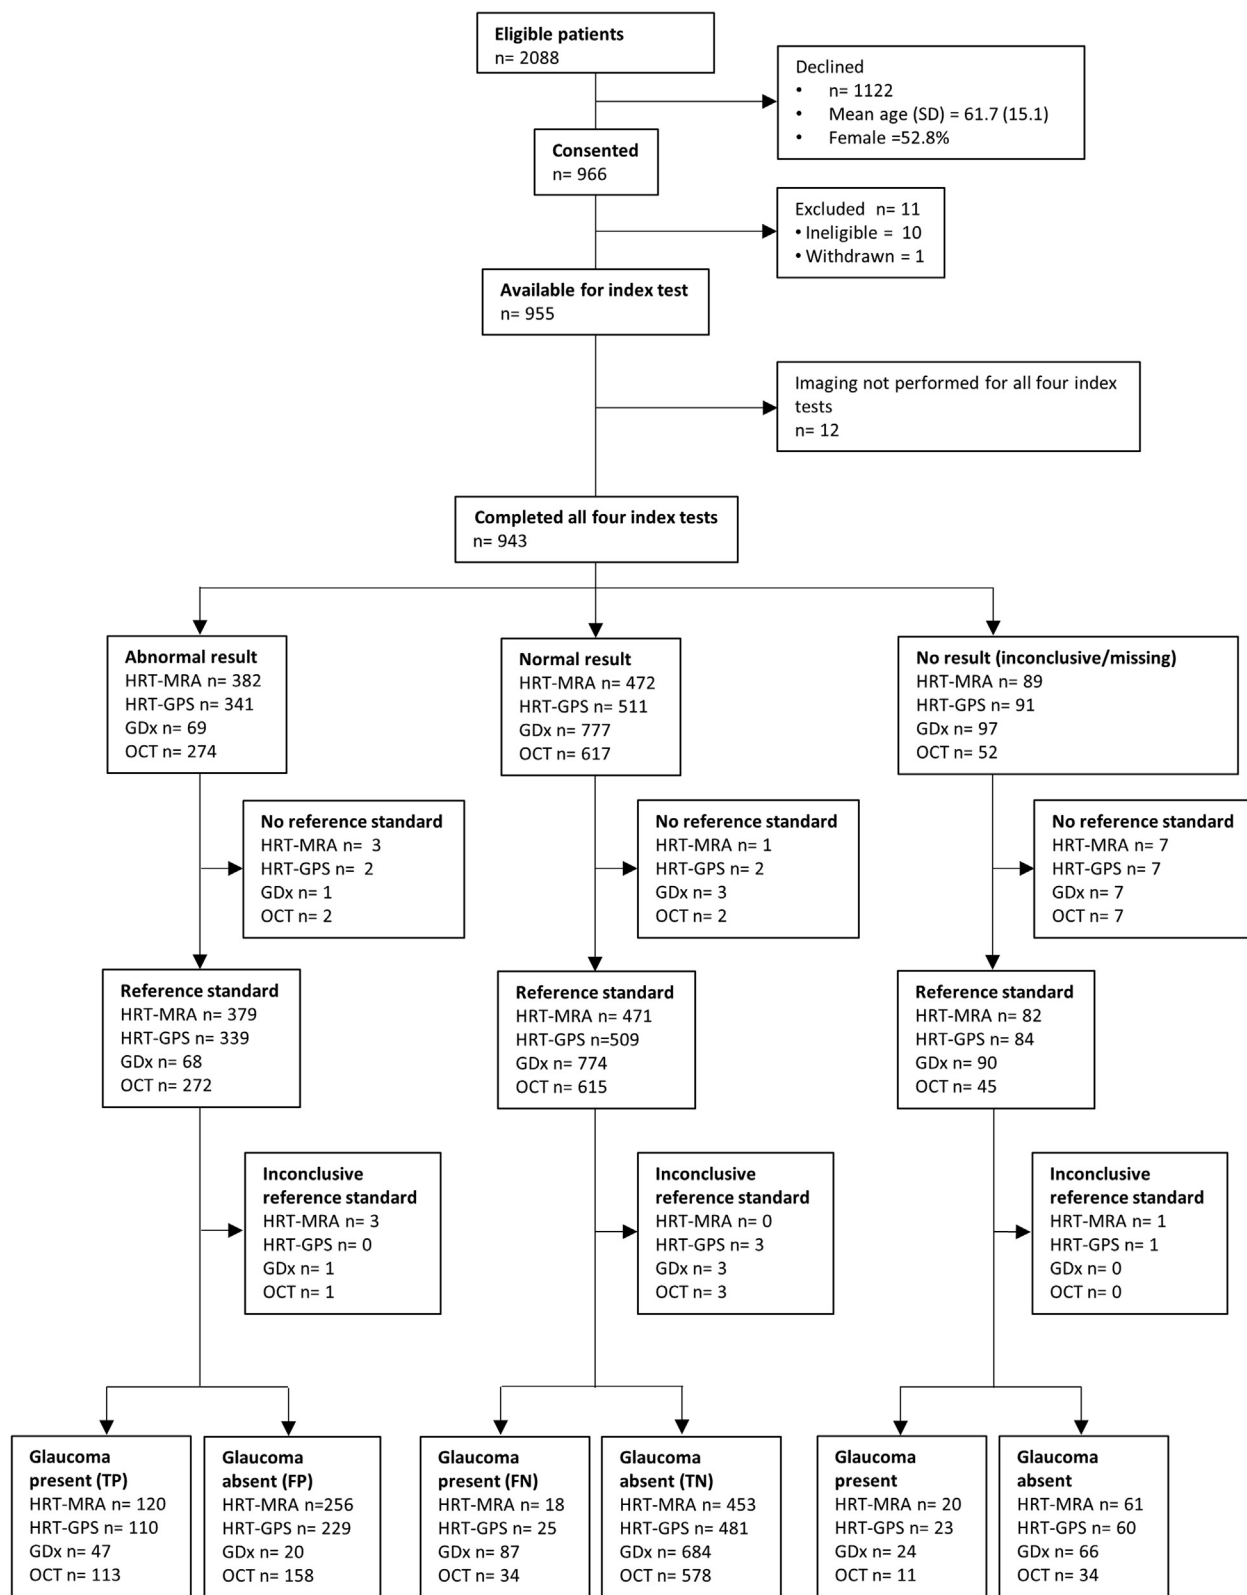 Eligible patients
n= 2088
Declined
• n= 1122
• Mean age (SD) = 61.7 (15.1)
• Female =52.8%
Consented
n= 966
Excluded n= 11
• Ineligible = 10
• Withdrawn = 1
Available for index test
n= 955
Imaging not performed for all four index
tests
n= 12
Completed all four index tests
n= 943
Abnormal result
HRT-MRA n= 382
HRT-GPS n= 341
GDx n= 69
OCT n= 274
Normal result
HRT-MRA n= 472
HRT-GPS n= 511
GDx n= 777
OCT n= 617
No result (inconclusive/missing)
HRT-MRA n= 89
HRT-GPS n= 91
GDx n= 97
OCT n= 52
No reference standard
HRT-MRA n= 3
HRT-GPS n= 2
GDx n= 1
OCT n= 2
No reference standard
HRT-MRA n= 1
HRT-GPS n= 2
GDx n= 3
OCT n= 2
No reference standard
HRT-MRA n= 7
HRT-GPS n= 7
GDx n= 7
OCT n= 7
Reference standard
HRT-MRA n= 379
HRT-GPS n= 339
GDx n= 68
OCT n= 272
Reference standard
HRT-MRA n= 471
HRT-GPS n=509
GDx n= 774
OCT n= 615
Reference standard
HRT-MRA n= 82
HRT-GPS n= 84
GDx n= 90
OCT n= 45
Inconclusive
reference standard
HRT-MRA n= 3
HRT-GPS n= 0
GDx n= 1
OCT n= 1
Inconclusive
reference standard
HRT-MRA n= 0
HRT-GPS n= 3
GDx n= 3
OCT n= 3
Inconclusive
reference standard
HRT-MRA n= 1
HRT-GPS n= 1
GDx n= 0
OCT n= 0
Glaucoma
present (TP)
HRT-MRA n= 120
HRT-GPS n= 110
GDx n= 47
OCT n= 113
Glaucoma
absent (FP)
HRT-MRA n=256
HRT-GPS n= 229
GDx n= 20
OCT n= 158
Glaucoma
present (FN)
HRT-MRA n= 18
HRT-GPS n= 25
GDx n= 87
OCT n= 34
Glaucoma
absent (TN)
HRT-MRA n= 453
HRT-GPS n= 481
GDx n= 684
OCT n= 578
Glaucoma
present
HRT-MRA n= 20
HRT-GPS n= 23
GDx n= 24
OCT n= 11
Glaucoma
absent
HRT-MRA n= 61
HRT-GPS n= 60
GDx n= 66
OCT n= 34